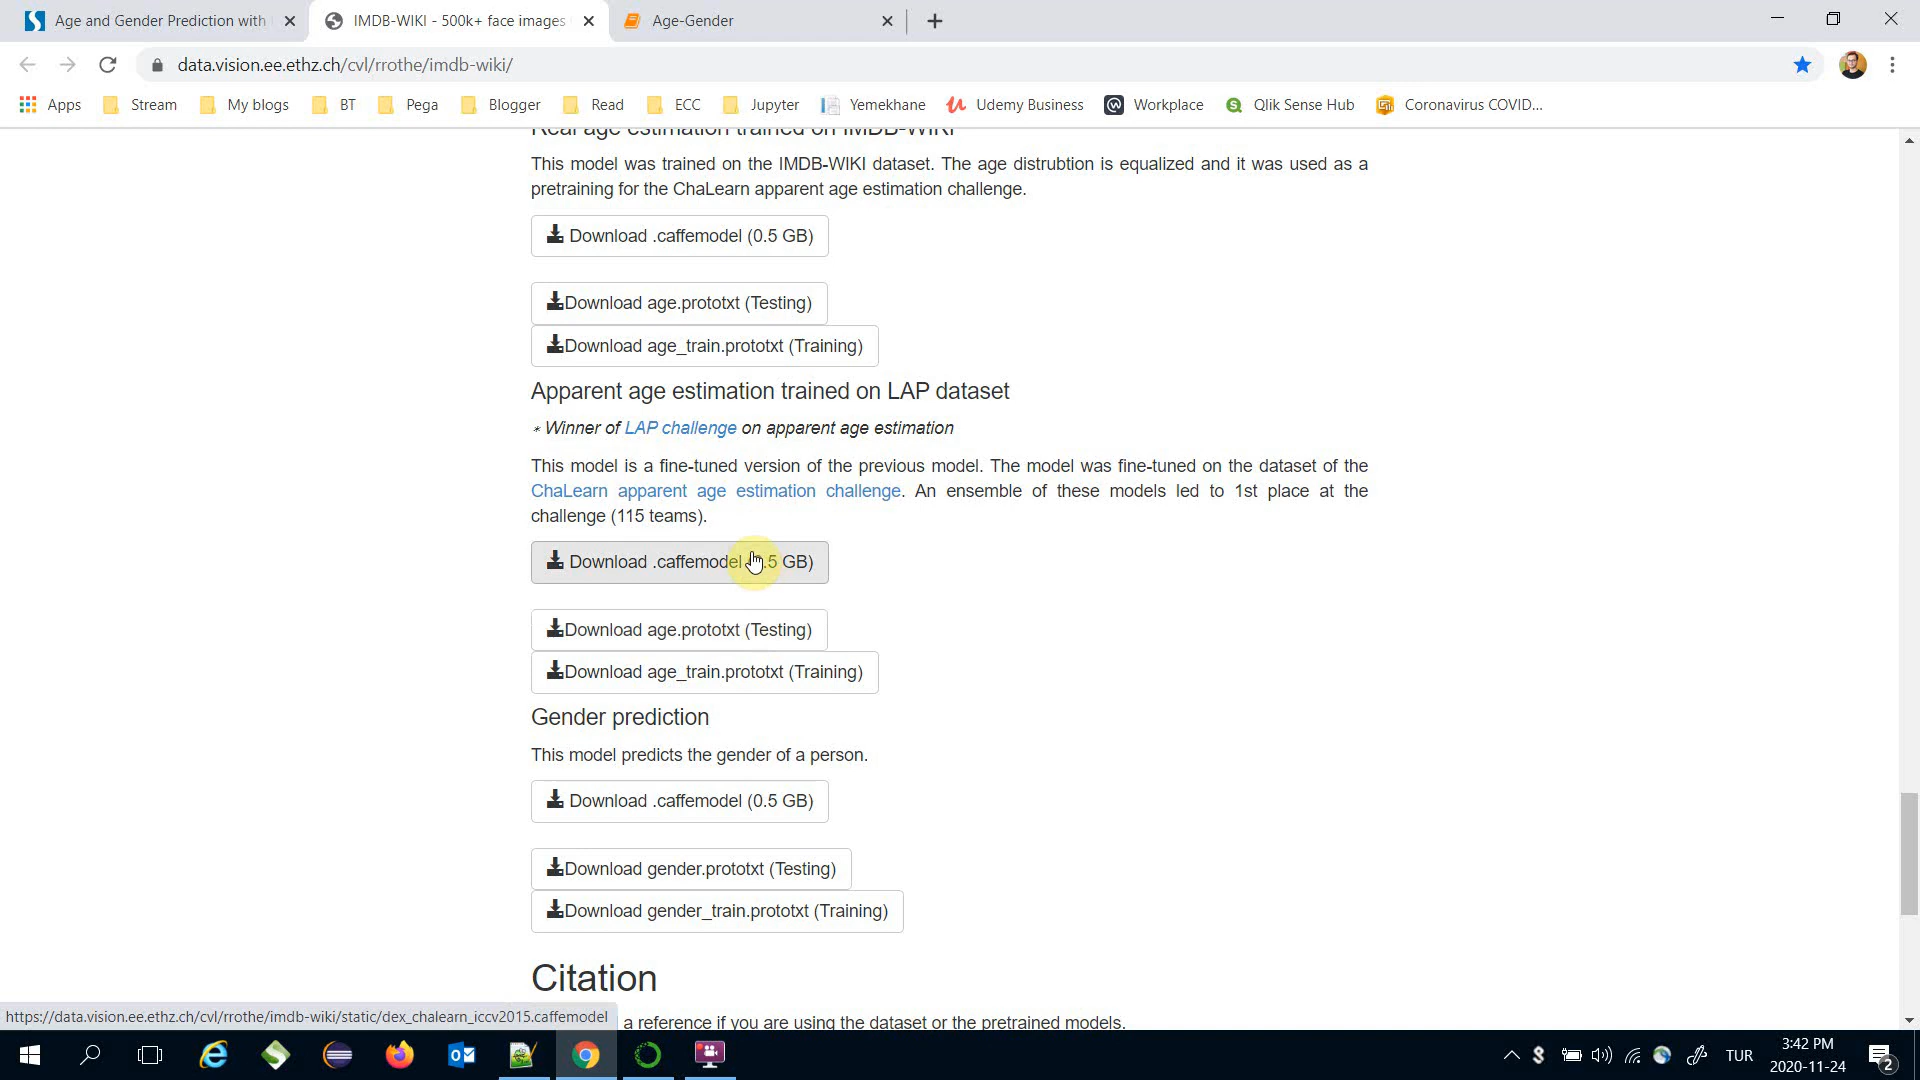 Age and Gender Prediction with
IMDB-WIKI - 500k+ face images
Age-Gender
data.vision.ee.ethz.ch/cvl/rrothe/imdb-wiki/
Apps Stream My blogs BT Pega Blogger Read ECC Jupyter Yemekhane Udemy Business Workplace Qlik Sense Hub Coronavirus COVID...
Real age estimation trained on IMDB-WIKI
This model was trained on the IMDB-WIKI dataset. The age distrubtion is equalized and it was used as a
pretraining for the ChaLearn apparent age estimation challenge.
Download .caffemodel (0.5 GB)
Download age.prototxt (Testing)
Download age_train.prototxt (Training)
Apparent age estimation trained on LAP dataset
* Winner of LAP challenge on apparent age estimation
This model is a fine-tuned version of the previous model. The model was fine-tuned on the dataset of the
ChaLearn apparent age estimation challenge. An ensemble of these models led to 1st place at the
challenge (115 teams).
Download .caffemodel .5 GB)
Download age.prototxt (Testing)
Download age_train.prototxt (Training)
Gender prediction
This model predicts the gender of a person.
Download .caffemodel (0.5 GB)
Download gender.prototxt (Testing)
Download gender_train.prototxt (Training)
Citation
https://data.vision.ee.ethz.ch/cvl/rrothe/imdb-wiki/static/dex_chalearn_iccv2015.caffemodel
a reference if you are using the dataset or the pretrained models.
TUR
3:42 PM
2020-11-24
2